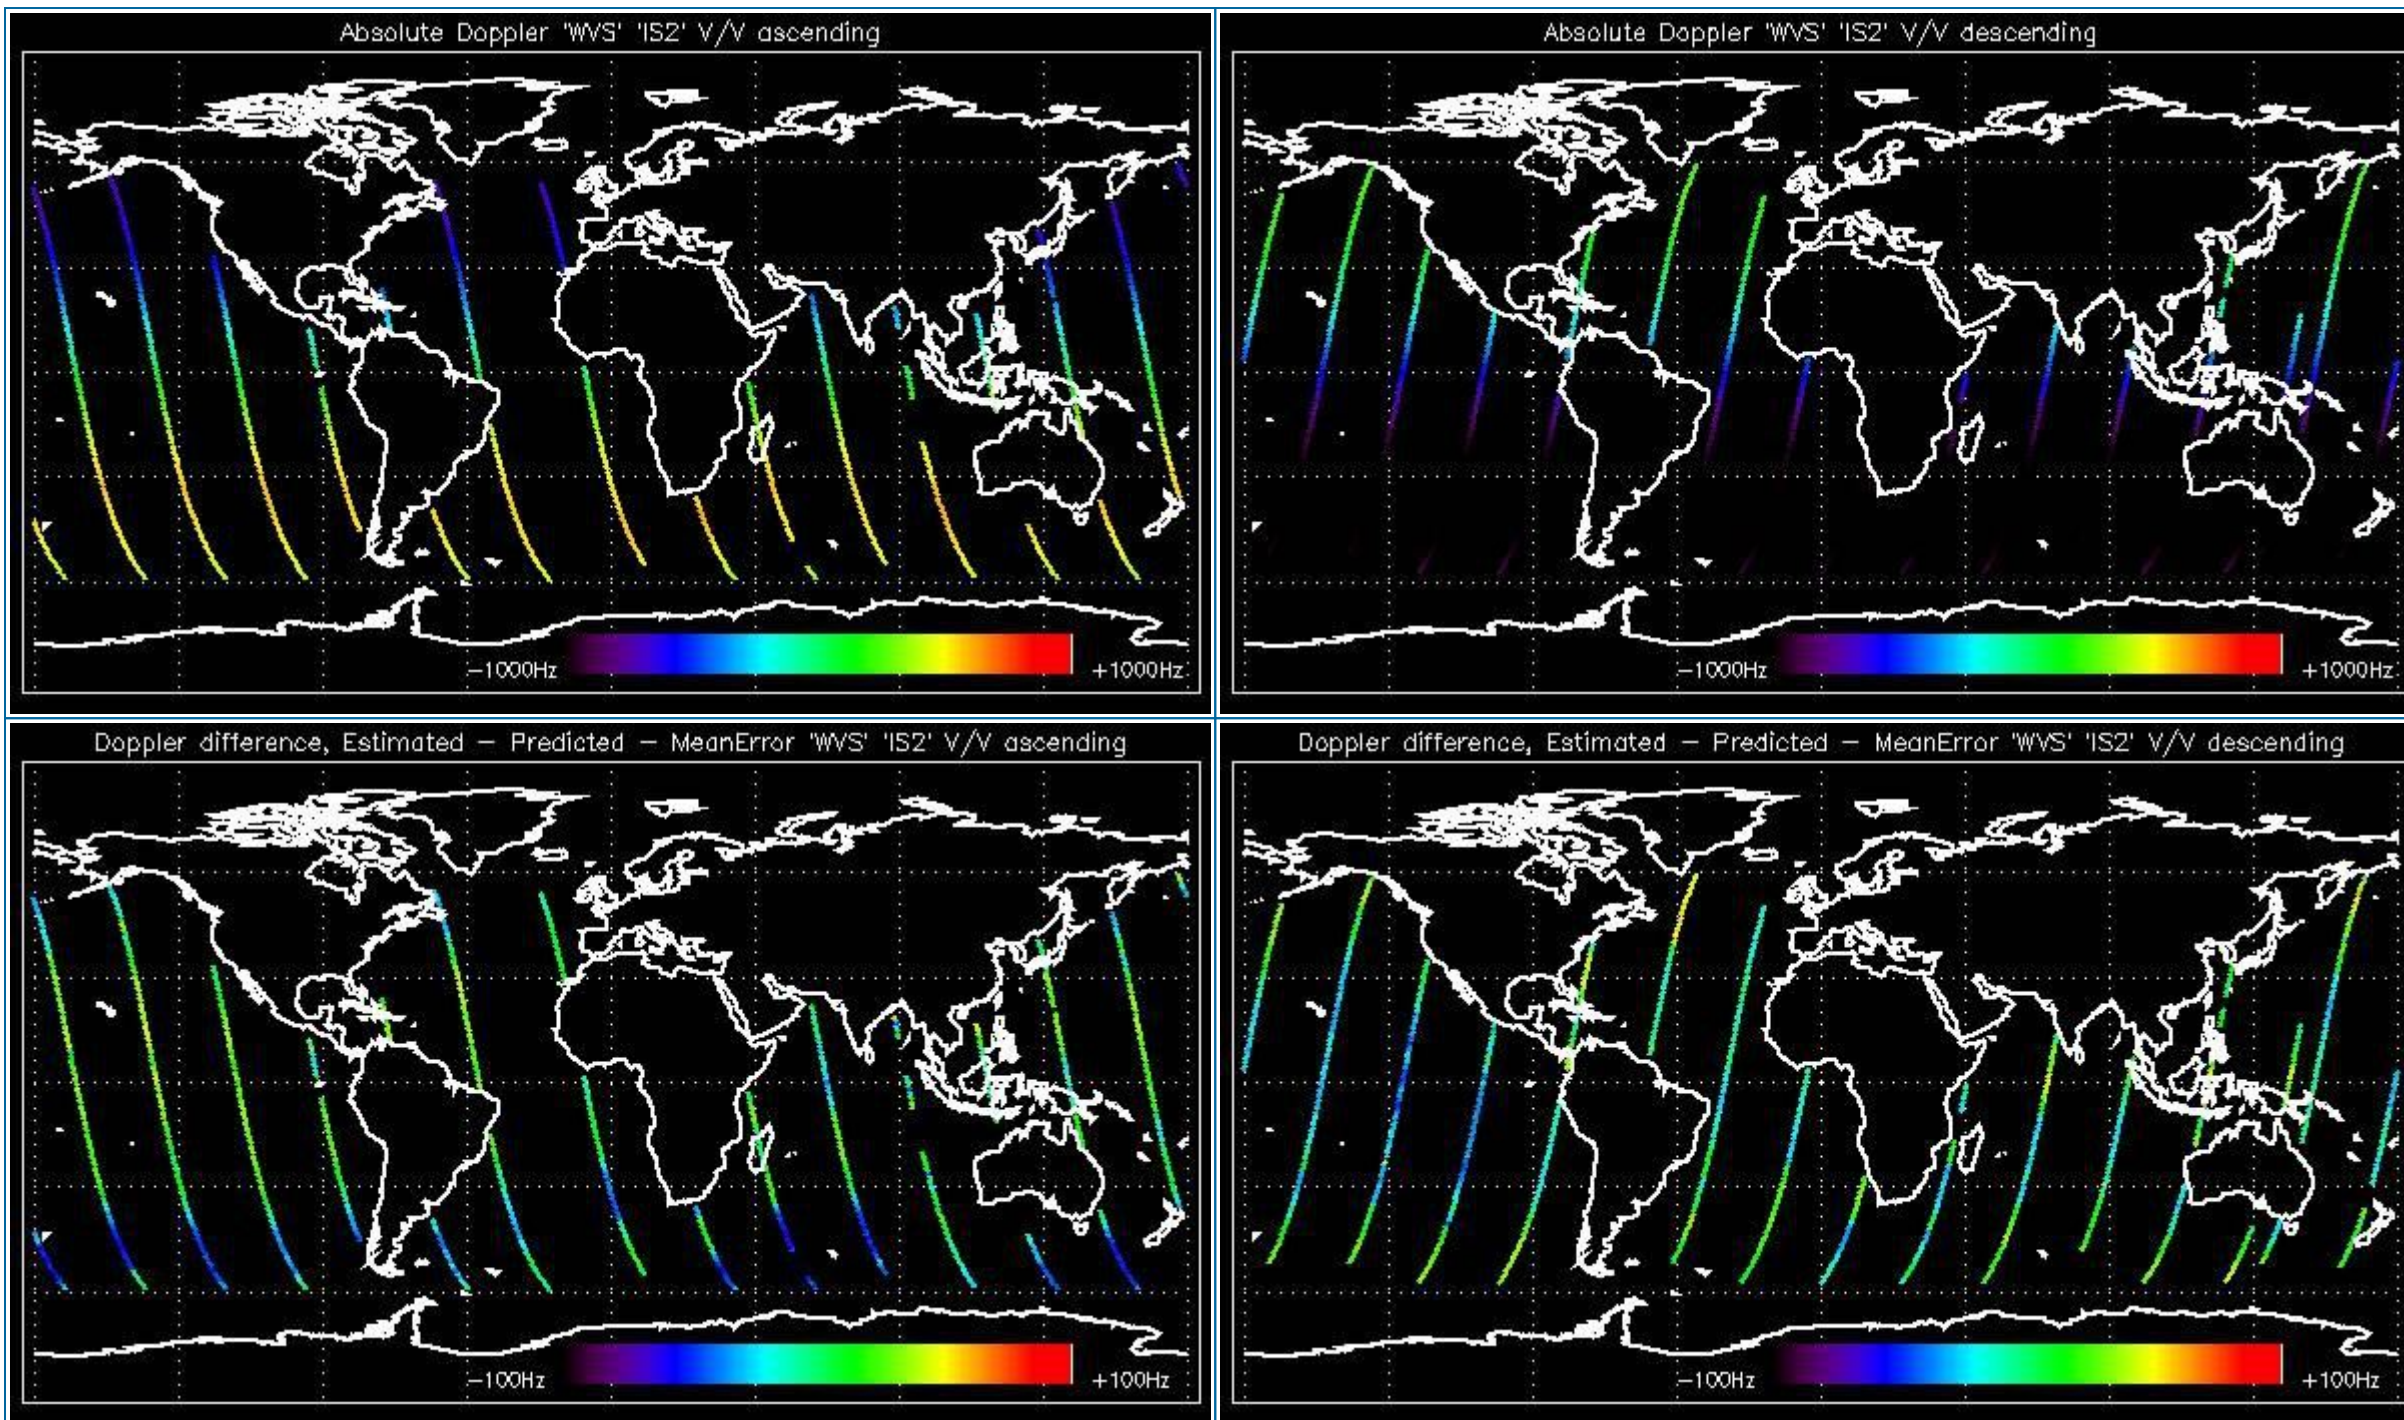 Absolute Doppler 'WVS' 'IS2' V/V ascending
−1000Hz
+1000Hz
Absolute Doppler 'WVS' 'IS2' V/V descending
−1000Hz
+1000Hz
Doppler difference, Estimated − Predicted − MeanError 'WVS' 'IS2' V/V ascending
−100Hz
+100Hz
Doppler difference, Estimated − Predicted − MeanError 'WVS' 'IS2' V/V descending
−100Hz
+100Hz